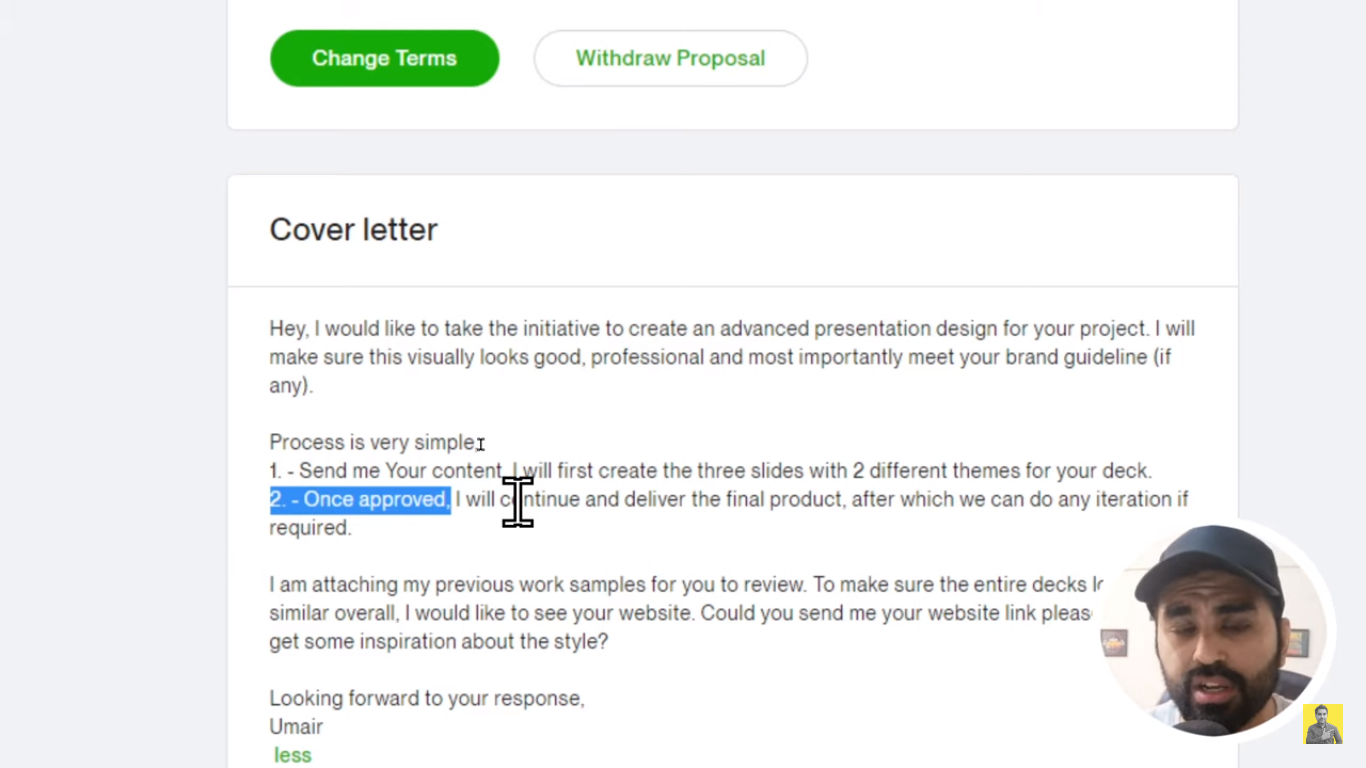 Change Terms
Withdraw Proposal
Cover letter
Hey, I would like to take the initiative to create an advanced presentation design for your project. I will
make sure this visually looks good, professional and most importantly meet your brand guideline (if
any).
Process is very simple,
1. - Send me Your content, I will first create the three slides with 2 different themes for your deck.
2. - Once approved, I will continue and deliver the final product, after which we can do any iteration if
required.
I am attaching my previous work samples for you to review. To make sure the entire decks
similar overall, I would like to see your website. Could you send me your website link
get some inspiration about the style?
Looking forward to your response,
Umair
less